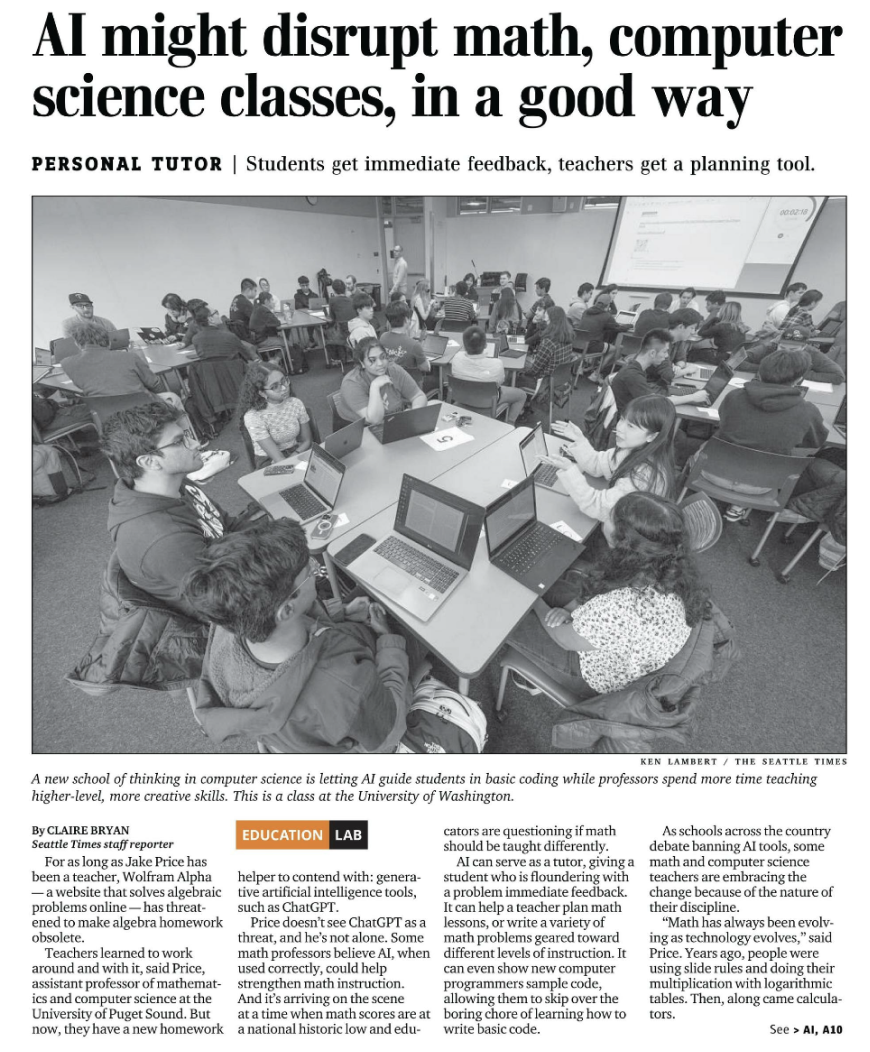 AI might disrupt math, computer
science classes, in a good way
PERSONAL TUTOR | Students get immediate feedback, teachers get a planning tool.
00:02:18
5
KEN LAMBERT / THE SEATTLE TIMES
A new school of thinking in computer science is letting AI guide students in basic coding while professors spend more time teaching
higher-level, more creative skills. This is a class at the University of Washington.
By CLAIRE BRYAN
Seattle Times staff reporter
For as long as Jake Price has
been a teacher, Wolfram Alpha
— a website that solves algebraic
problems online — has threat-
ened to make algebra homework
obsolete.
Teachers learned to work
around and with it, said Price,
assistant professor of mathemat-
ics and computer science at the
University of Puget Sound. But
now, they have a new homework
EDUCATION LAB
helper to contend with: genera-
tive artificial intelligence tools,
such as ChatGPT.
Price doesn't see ChatGPT as a
threat, and he's not alone. Some
math professors believe AI, when
used correctly, could help
strengthen math instruction.
And it's arriving on the scene
at a time when math scores are at
a national historic low and edu-
cators are questioning if math
should be taught differently.
AI can serve as a tutor, giving a
student who is floundering with
a problem immediate feedback.
It can help a teacher plan math
lessons, or write a variety of
math problems geared toward
different levels of instruction. It
can even show new computer
programmers sample code,
allowing them to skip over the
boring chore of learning how to
write basic code.
As schools across the country
debate banning AI tools, some
math and computer science
teachers are embracing the
change because of the nature of
their discipline.
“Math has always been evolv-
ing as technology evolves,” said
Price. Years ago, people were
using slide rules and doing their
multiplication with logarithmic
tables. Then, along came calcula-
tors.
See > AI, A10